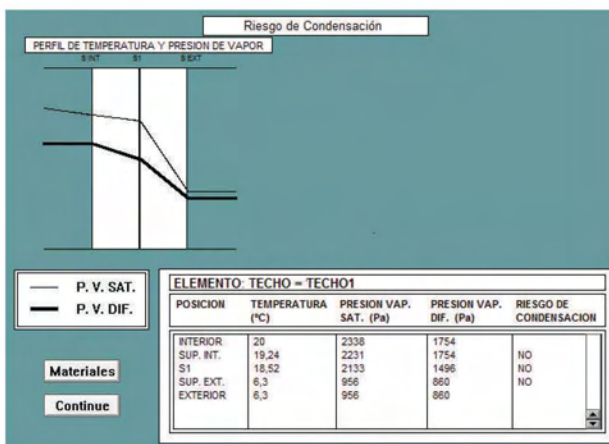 Riesgo de Condensación
PERFIL DE TEMPERATURA Y PRESION DE VAPOR
S INT S1 S EXT
P. V. SAT.
P. V. DIF.
Materiales
Continue
ELEMENTO: TECHO = TECHO1
POSICION TEMPERATURA (ºC) PRESION VAP. SAT. (Pa) PRESION VAP. DIF. (Pa) RIESGO DE CONDENSACION
INTERIOR 20 2338 1754
SUP. INT. 19,24 2231 1754 NO
S1 18,52 2133 1496 NO
SUP. EXT. 6,3 956 860 NO
EXTERIOR 6,3 956 860